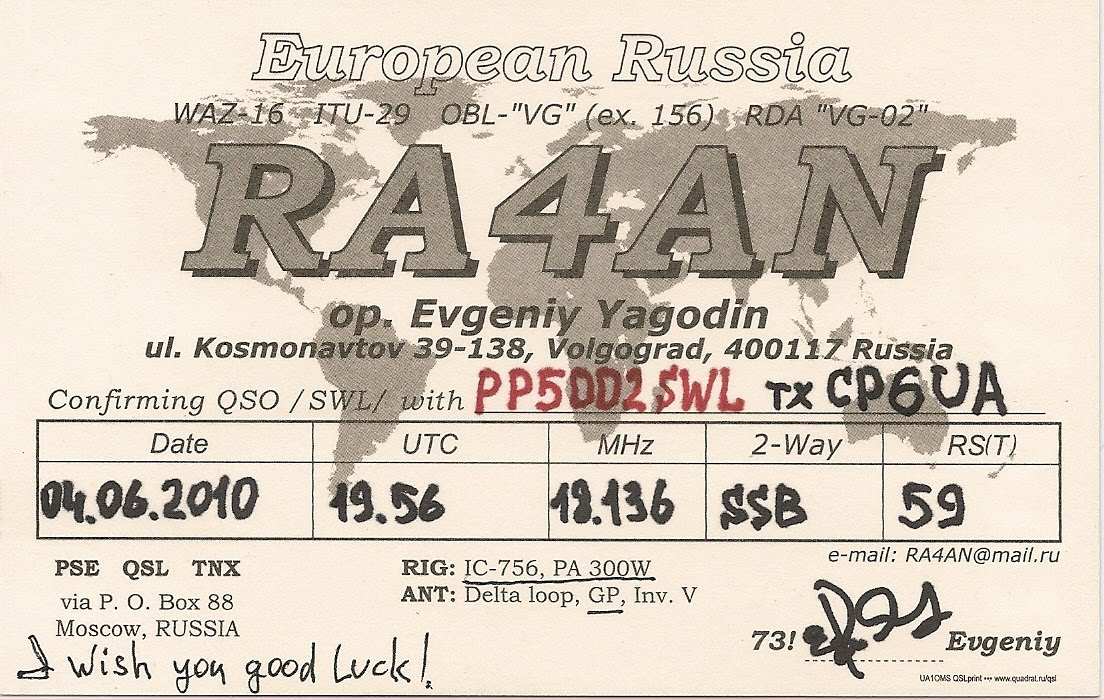 European Russia
WAZ-16 ITU-29 OBL-"VG" (ex. 156) RDA "VG-02"
RA4AN
op. Evgeniy Yagodin
ul. Kosmonavtov 39-138, Volgograd, 400117 Russia
Confirming QSO /SWL/ with PP5002SWL TX CP6UA
Date UTC MHz 2-Way RS(T)
04.06.2010 19.56 18.136 SSB 59
e-mail: RA4AN@mail.ru
PSE QSL TNX
via P. O. Box 88
Moscow, RUSSIA
RIG: IC-756, PA 300W
ANT: Delta loop, GP, Inv. V
73! Evgeniy
I wish you good luck!
UA1OMS QSLprint ••• www.quadrat.ru/qsl